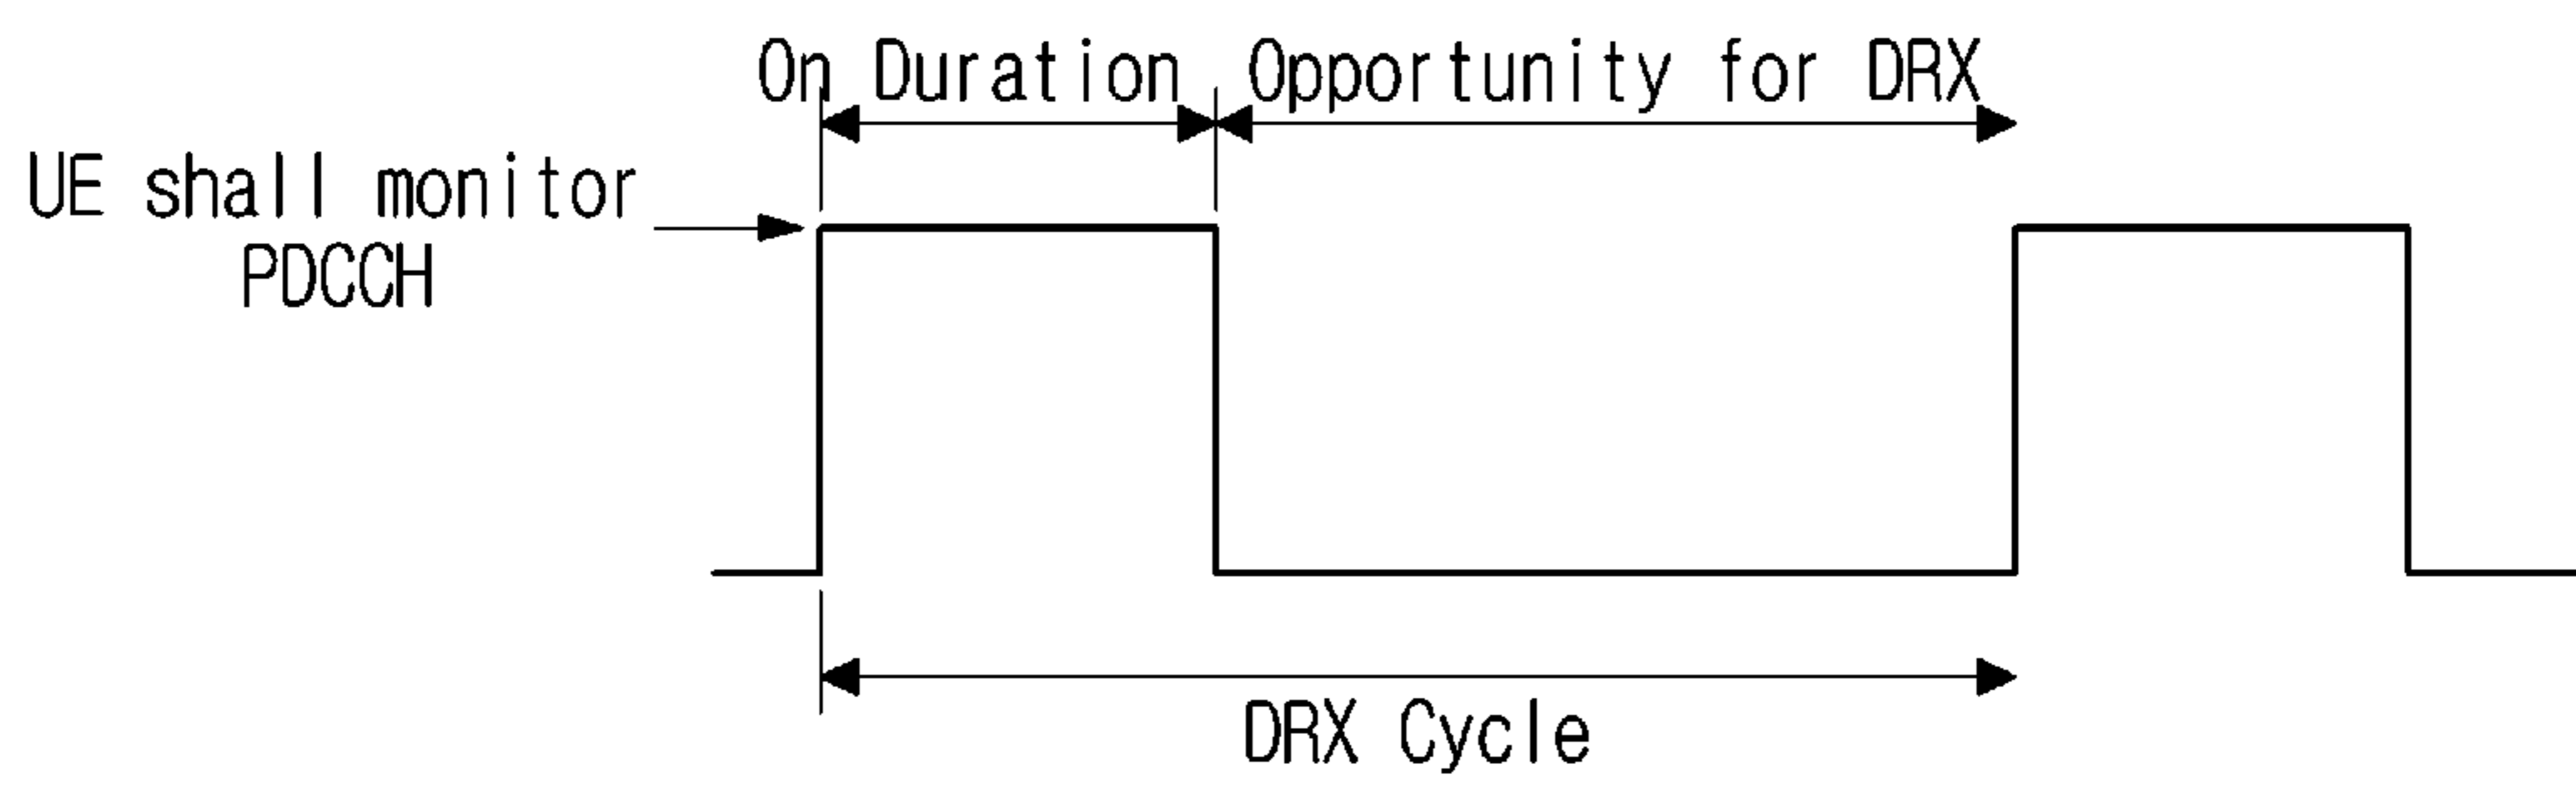 On Duration
Opportunity for DRX
UE shall monitor
PDCCH
DRX Cycle